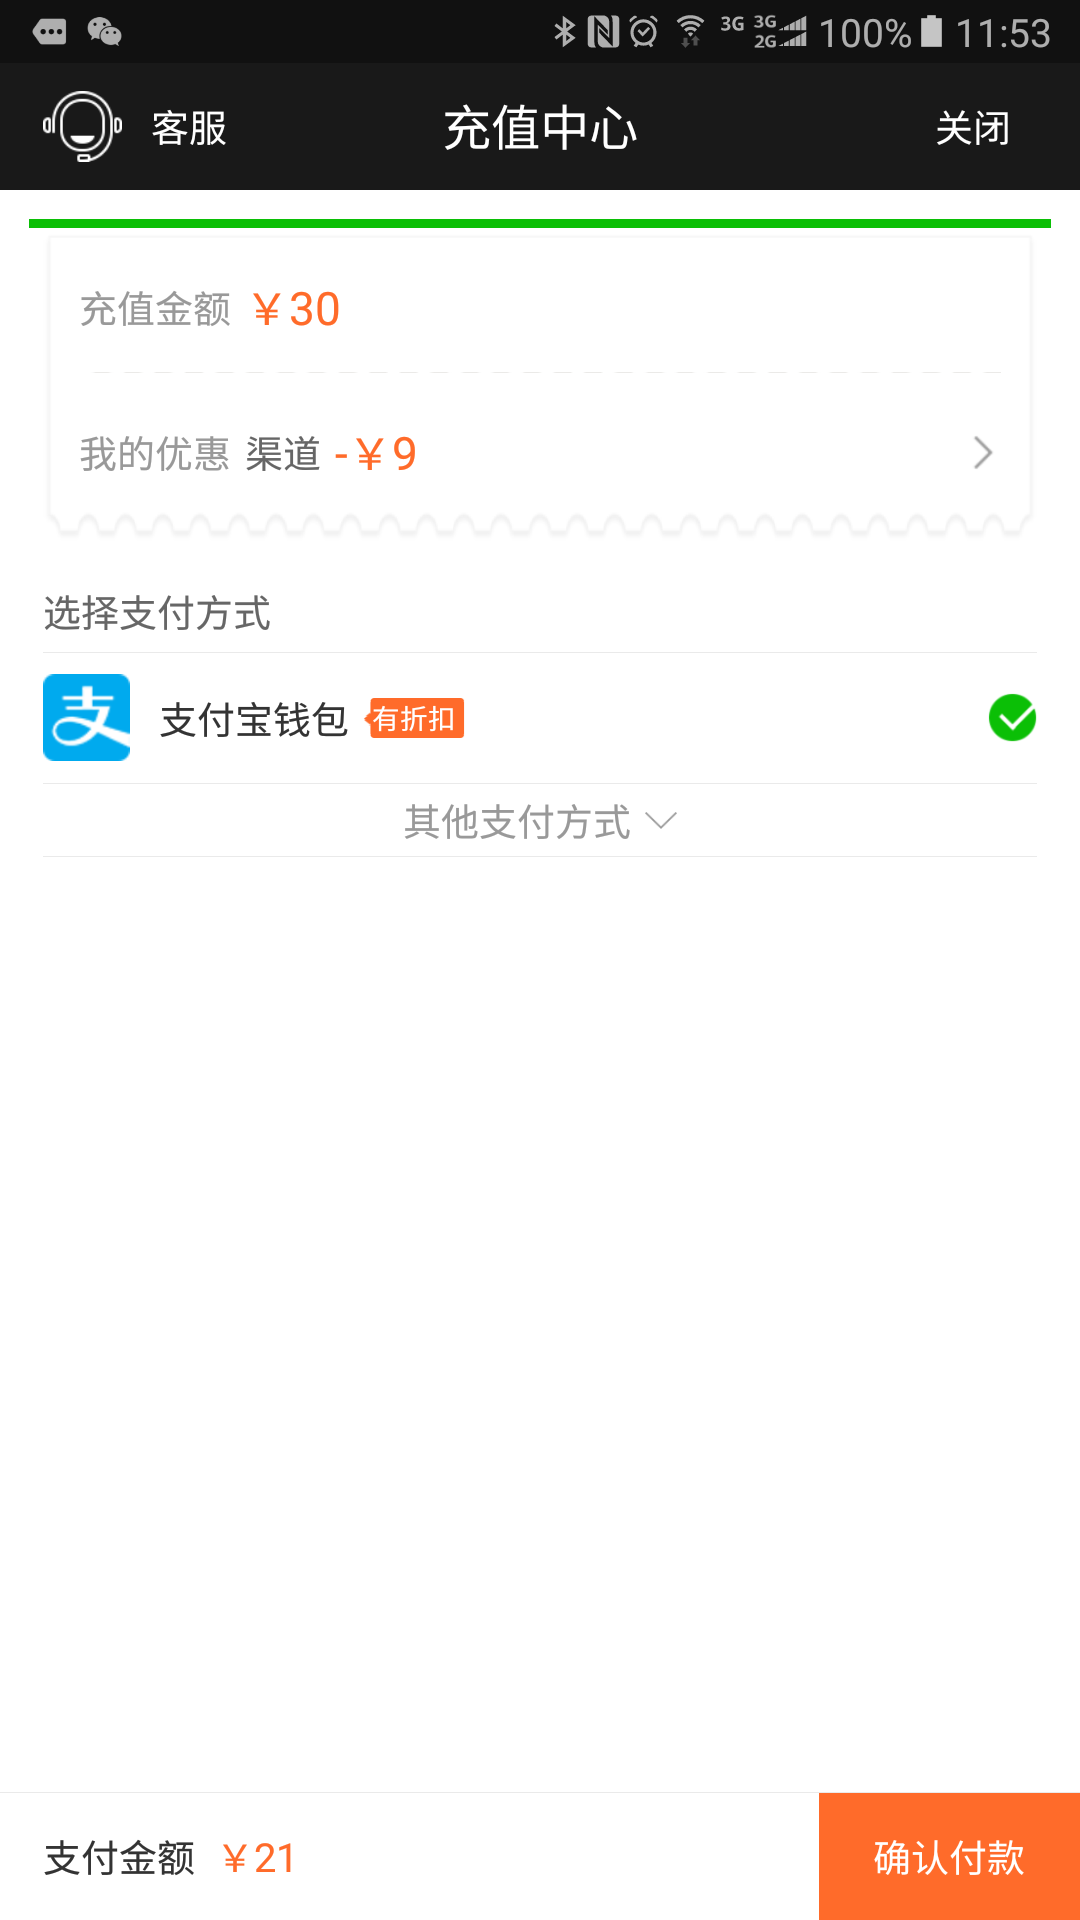 3G 3G 2G 100% 11:53
客服 充值中心 关闭
充值金额 ￥30
我的优惠 渠道 -￥9
选择支付方式
支 支付宝钱包 有折扣
其他支付方式
支付金额 ￥21 确认付款